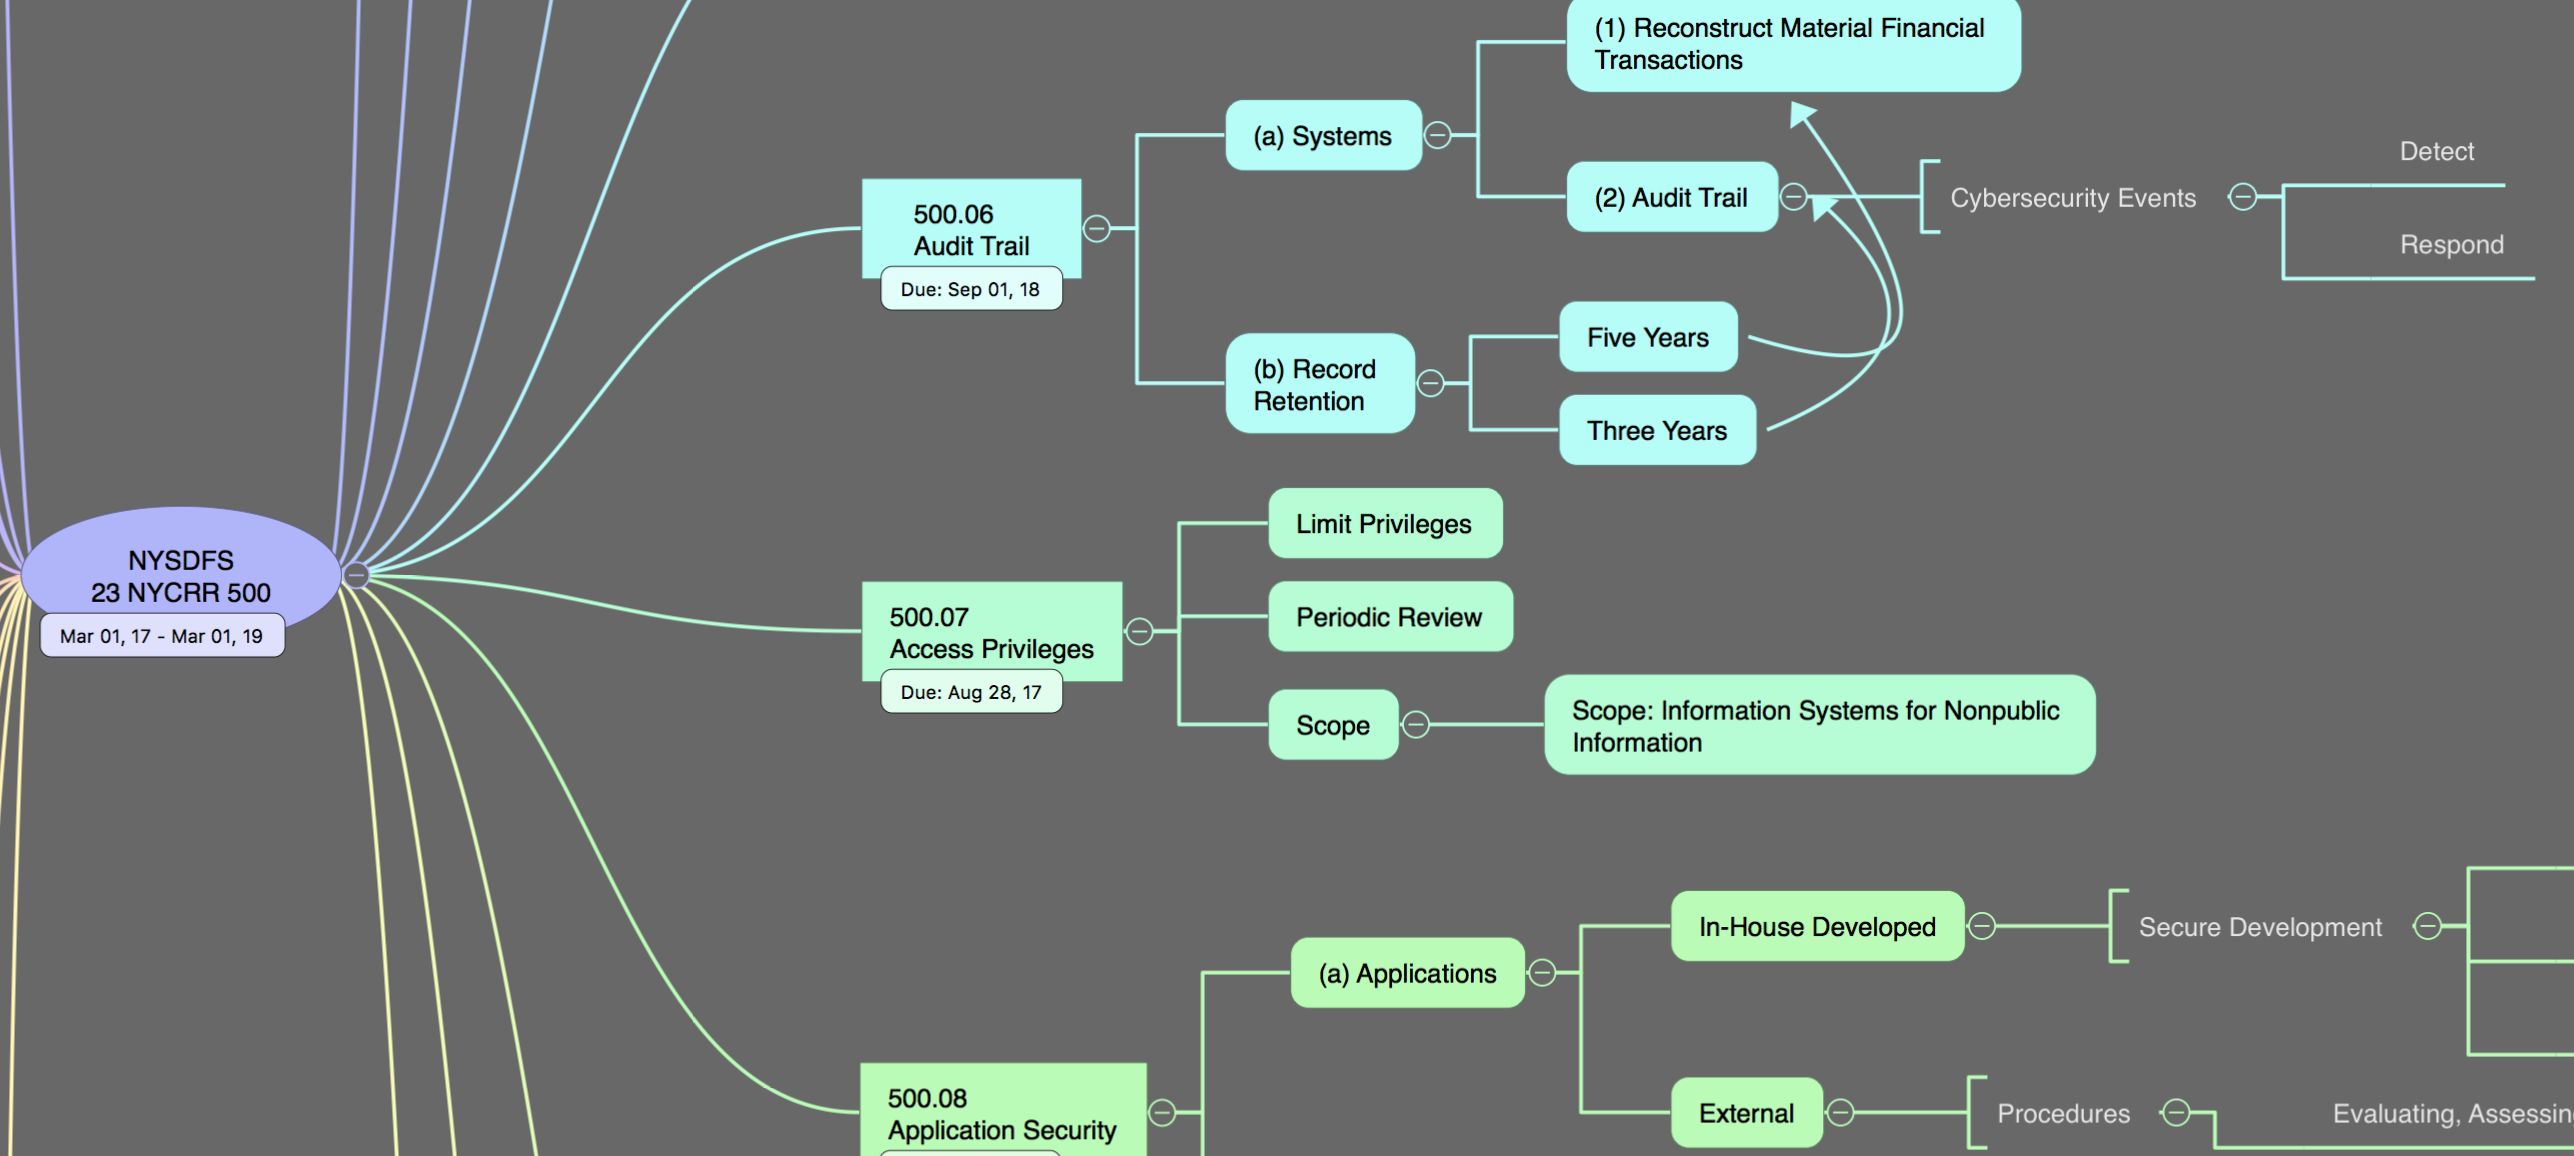 (1) Reconstruct Material Financial
Transactions
(a) Systems
Detect
(2) Audit Trail
Cybersecurity Events
500.06
Audit Trail
Respond
Due: Sep 01, 18
Five Years
(b) Record
Retention
Three Years
Limit Privileges
NYSDFS
23 NYCRR 500
Mar 01, 17 - Mar 01, 19
500.07
Access Privileges
Due: Aug 28, 17
Periodic Review
Scope
Scope: Information Systems for Nonpublic
Information
In-House Developed
Secure Development
(a) Applications
500.08
Application Security
External
Procedures
Evaluating,